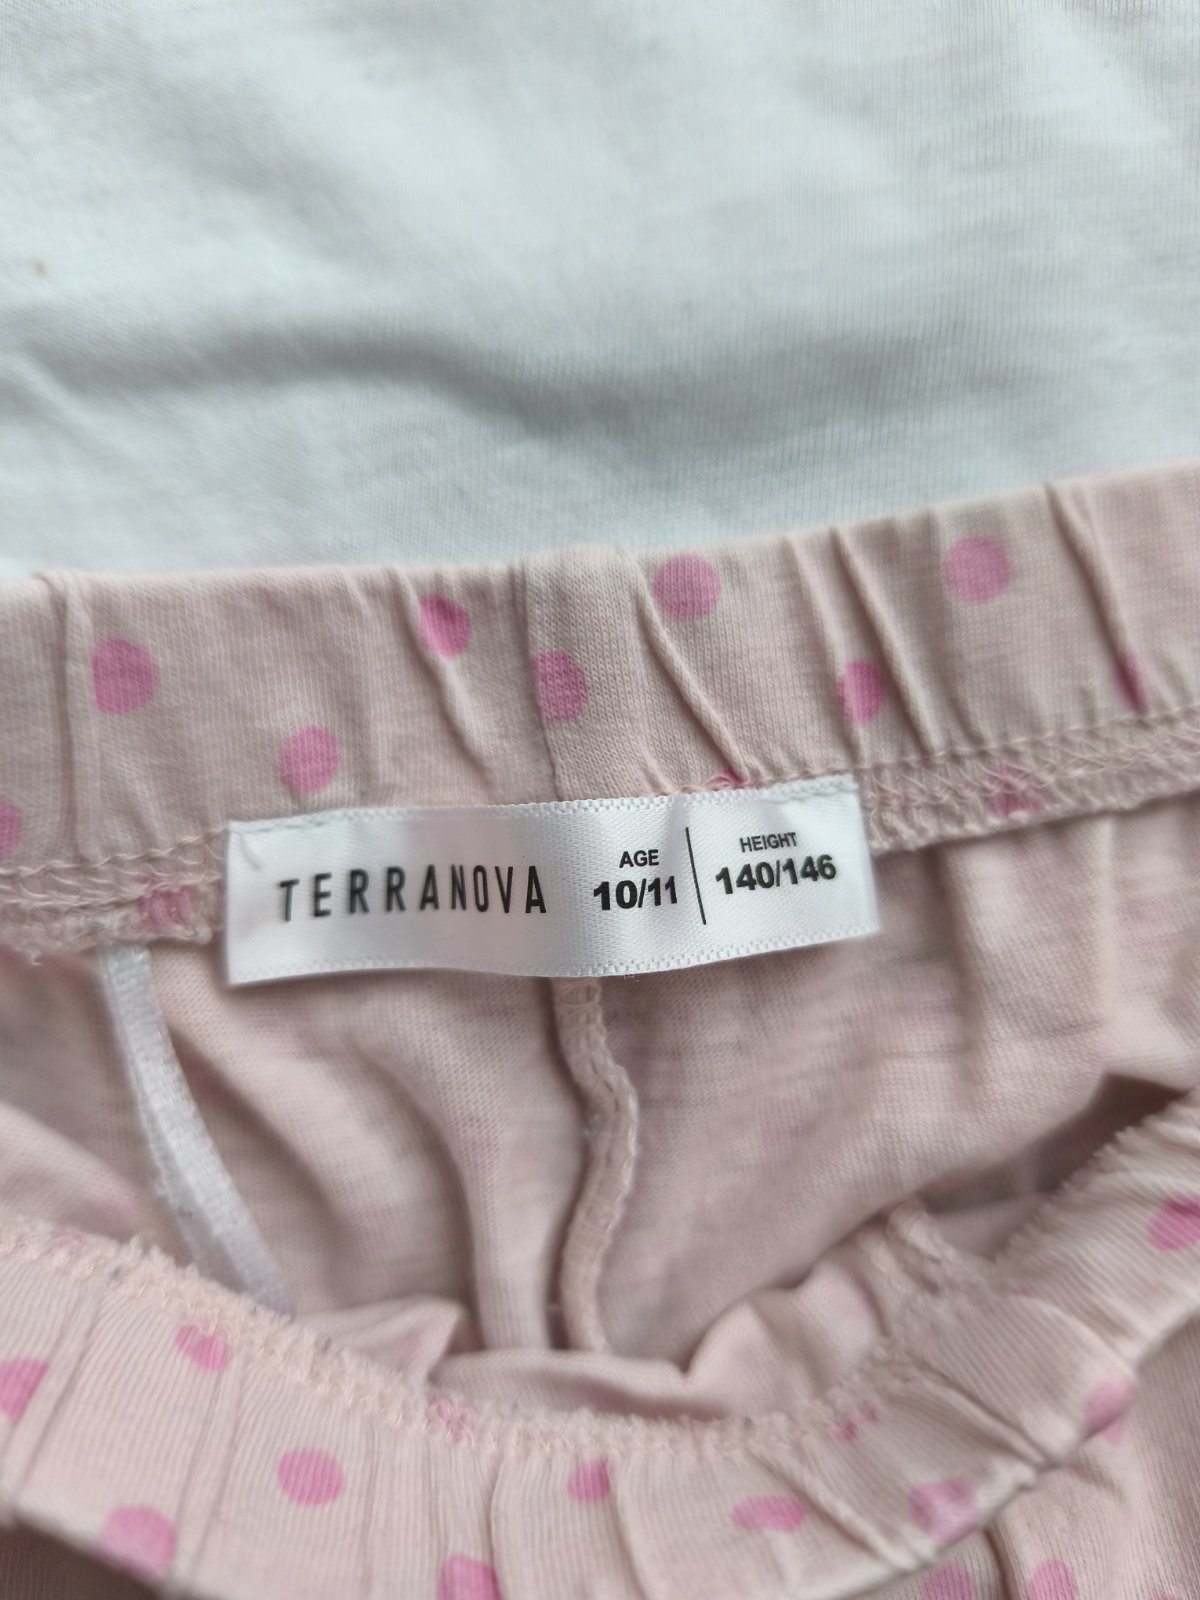 TERRANOVA
AGE
10/11
HEIGHT
140/146